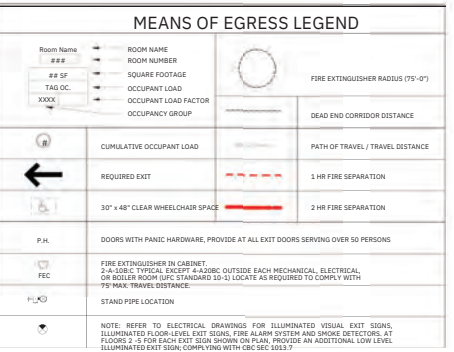 MEANS OF EGRESS LEGEND
Room Name
###
## SF
TAG OC.
XXXX
ROOM NAME
ROOM NUMBER
SQUARE FOOTAGE
OCCUPANT LOAD
OCCUPANT LOAD FACTOR
OCCUPANCY GROUP
FIRE EXTINGUISHER RADIUS (75'-0")
DEAD END CORRIDOR DISTANCE
#
CUMULATIVE OCCUPANT LOAD
PATH OF TRAVEL / TRAVEL DISTANCE
REQUIRED EXIT
1 HR FIRE SEPARATION
30" x 48" CLEAR WHEELCHAIR SPACE
2 HR FIRE SEPARATION
P.H.
DOORS WITH PANIC HARDWARE, PROVIDE AT ALL EXIT DOORS SERVING OVER 50 PERSONS
FEC
FIRE EXTINGUISHER IN CABINET.
2-A-10B:C TYPICAL EXCEPT 4-A20BC OUTSIDE EACH MECHANICAL, ELECTRICAL,
OR BOILER ROOM (UFC STANDARD 10-1) LOCATE AS REQUIRED TO COMPLY WITH
75' MAX. TRAVEL DISTANCE.
STAND PIPE LOCATION
NOTE: REFER TO ELECTRICAL DRAWINGS FOR ILLUMINATED VISUAL EXIT SIGNS,
ILLUMINATED FLOOR-LEVEL EXIT SIGNS, FIRE ALARM SYSTEM AND SMOKE DETECTORS. AT
FLOORS 2 -5 FOR EACH EXIT SIGN SHOWN ON PLAN, PROVIDE AN ADDITIONAL LOW LEVEL
ILLUMINATED EXIT SIGN; COMPLYING WITH CBC SEC 1013.7